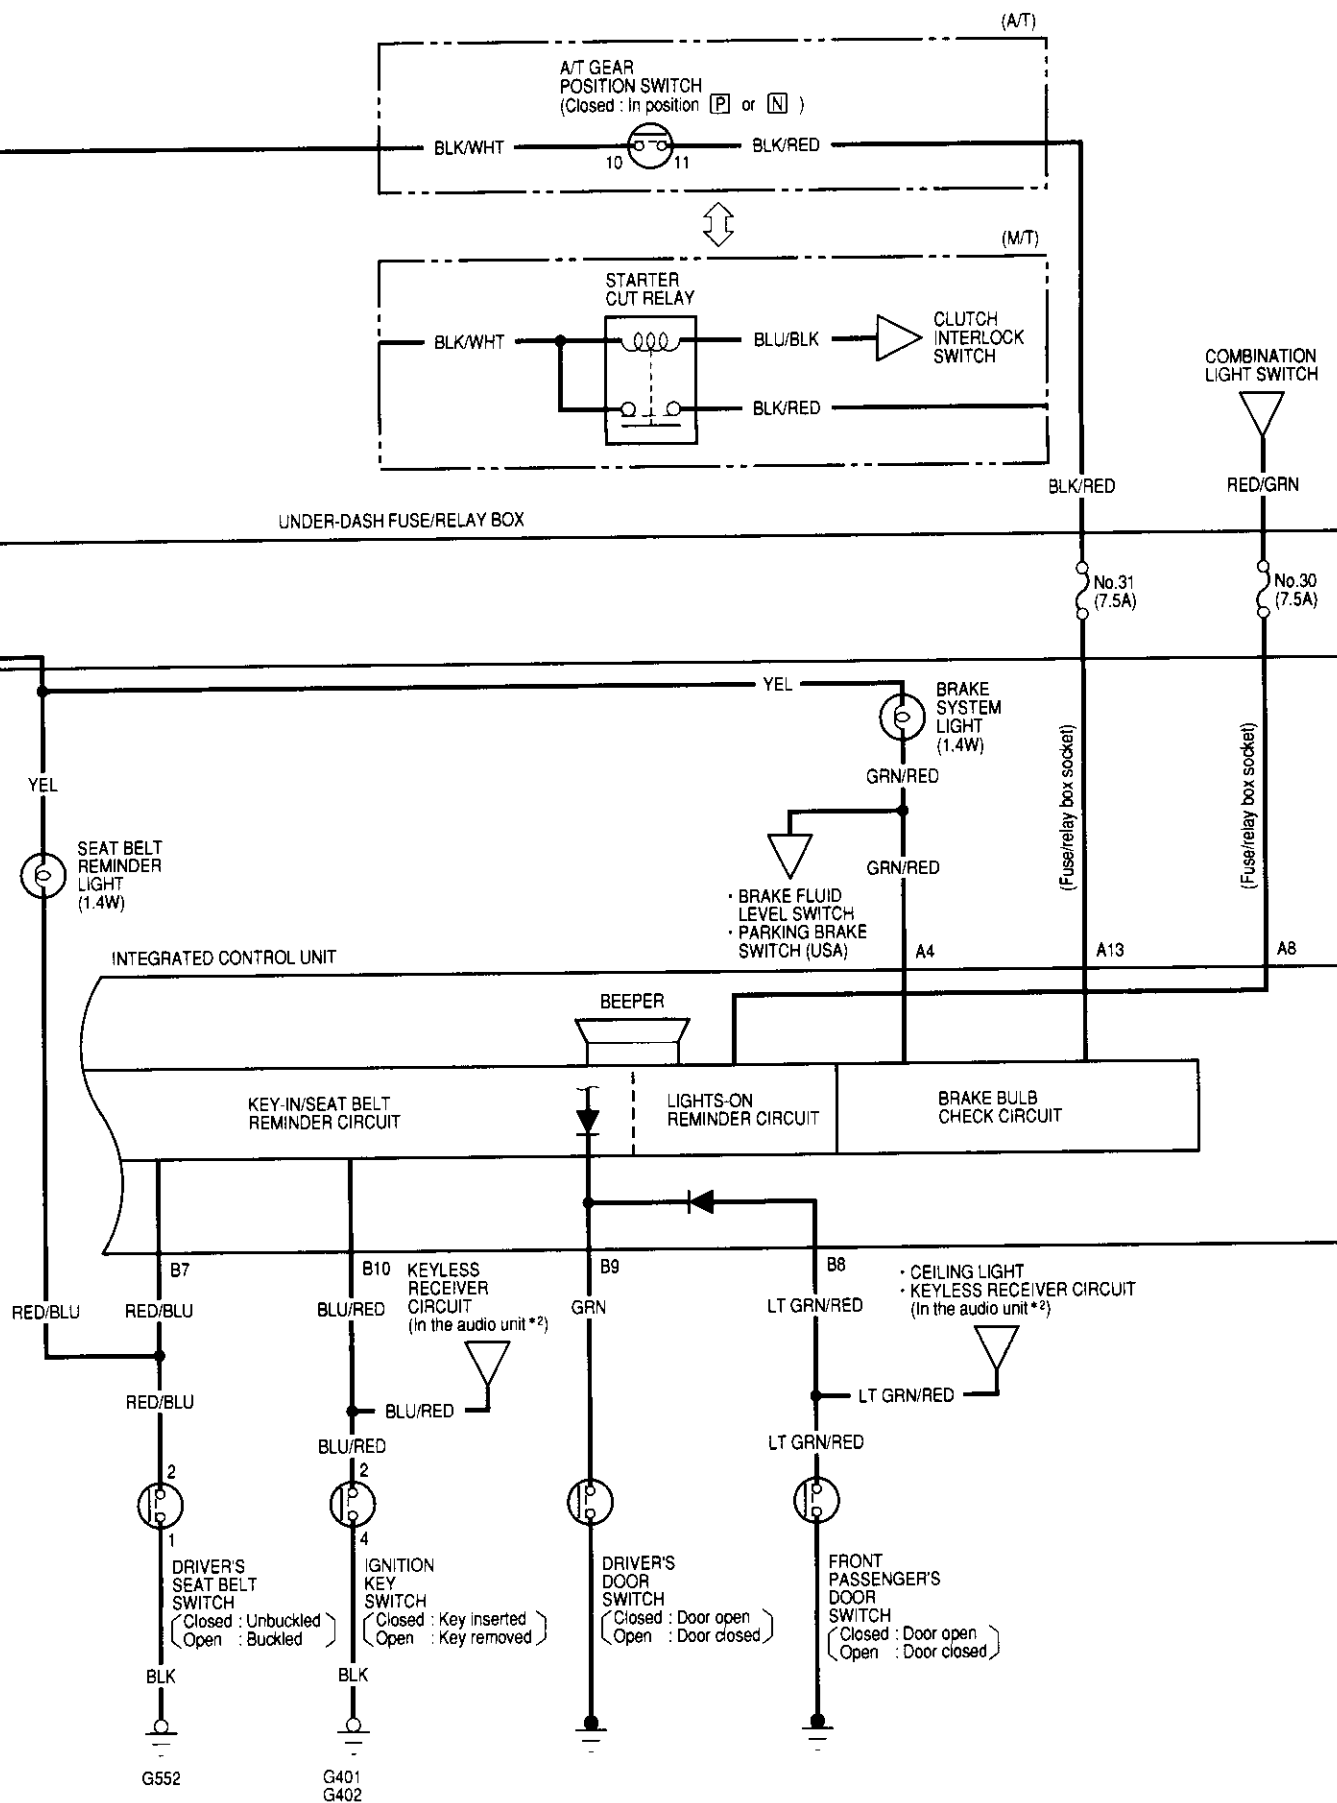 (A/T)
A/T GEAR
POSITION SWITCH
(Closed : In position P or N )
BLK/WHT
10
11
BLK/RED
(M/T)
STARTER
CUT RELAY
BLK/WHT
BLU/BLK
CLUTCH
INTERLOCK
SWITCH
BLK/RED
COMBINATION
LIGHT SWITCH
BLK/RED
RED/GRN
UNDER-DASH FUSE/RELAY BOX
No.31
(7.5A)
No.30
(7.5A)
YEL
BRAKE
SYSTEM
LIGHT
(1.4W)
YEL
GRN/RED
(Fuse/relay box socket)
(Fuse/relay box socket)
SEAT BELT
REMINDER
LIGHT
(1.4W)
GRN/RED
· BRAKE FLUID
LEVEL SWITCH
· PARKING BRAKE
SWITCH (USA)
A4
A13
A8
INTEGRATED CONTROL UNIT
BEEPER
KEY-IN/SEAT BELT
REMINDER CIRCUIT
LIGHTS-ON
REMINDER CIRCUIT
BRAKE BULB
CHECK CIRCUIT
B7
B10
KEYLESS
RECEIVER
CIRCUIT
(In the audio unit*2)
B9
B8
· CEILING LIGHT
· KEYLESS RECEIVER CIRCUIT
(In the audio unit*2)
RED/BLU
RED/BLU
BLU/RED
GRN
LT GRN/RED
RED/BLU
BLU/RED
LT GRN/RED
BLU/RED
LT GRN/RED
2
1
2
4
DRIVER'S
SEAT BELT
SWITCH
(Closed : Unbuckled
Open : Buckled)
IGNITION
KEY
SWITCH
(Closed : Key inserted
Open : Key removed)
DRIVER'S
DOOR
SWITCH
(Closed : Door open
Open : Door closed)
FRONT
PASSENGER'S
DOOR
SWITCH
(Closed : Door open
Open : Door closed)
BLK
BLK
G552
G401
G402